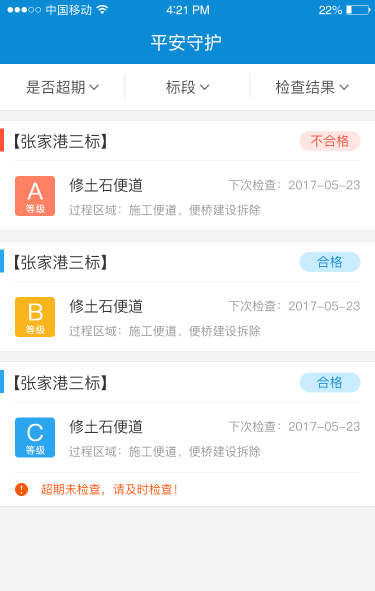 中国移动 4:21 PM 22%
平安守护
是否超期 标段 检查结果
【张家港三标】 不合格
A 等级 修土石便道 下次检查：2017-05-23
过程区域：施工便道、便桥建设拆除
【张家港三标】 合格
B 等级 修土石便道 下次检查：2017-05-23
过程区域：施工便道、便桥建设拆除
【张家港三标】 合格
C 等级 修土石便道 下次检查：2017-05-23
过程区域：施工便道、便桥建设拆除
! 超期未检查，请及时检查！